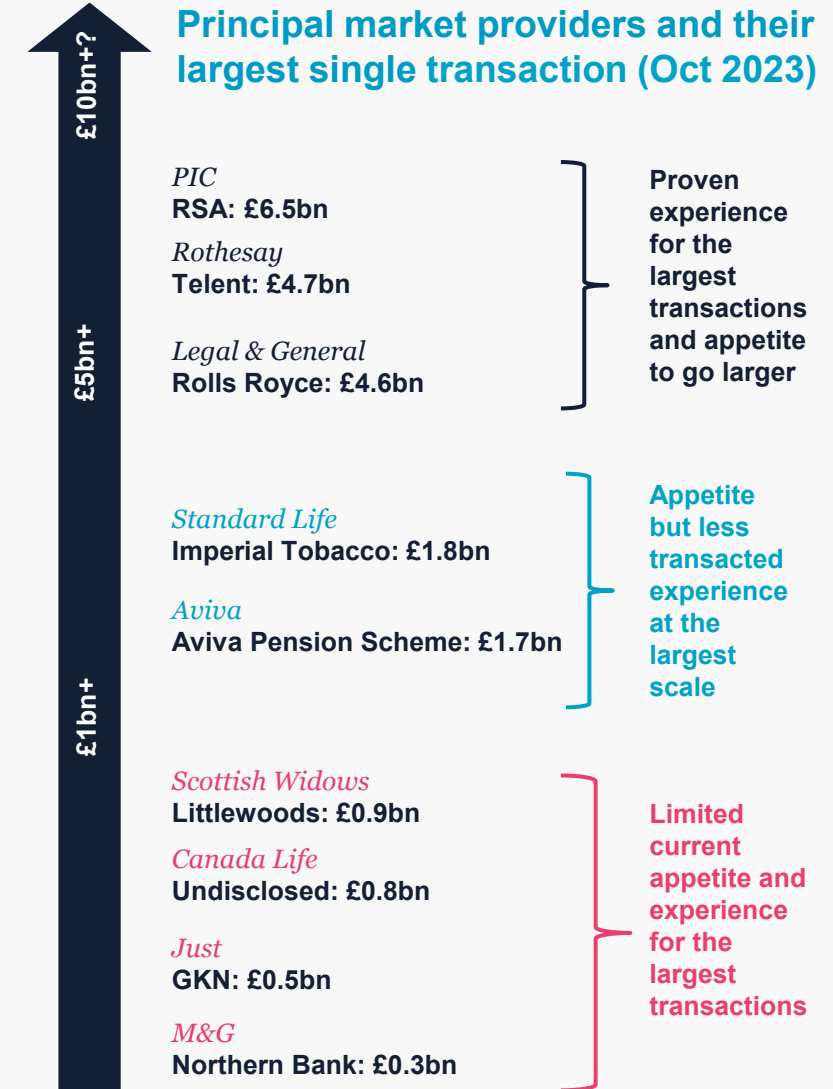 Principal market providers and their
largest single transaction (Oct 2023)
£10bn+?
PIC
RSA: £6.5bn
Rothesay
Telent: £4.7bn
Legal & General
Rolls Royce: £4.6bn
Proven
experience
for the
largest
transactions
and appetite
to go larger
£5bn+
Standard Life
Imperial Tobacco: £1.8bn
Aviva
Aviva Pension Scheme: £1.7bn
Appetite
but less
transacted
experience
at the
largest
scale
£1bn+
Scottish Widows
Littlewoods: £0.9bn
Canada Life
Undisclosed: £0.8bn
Just
GKN: £0.5bn
M&G
Northern Bank: £0.3bn
Limited
current
appetite and
experience
for the
largest
transactions